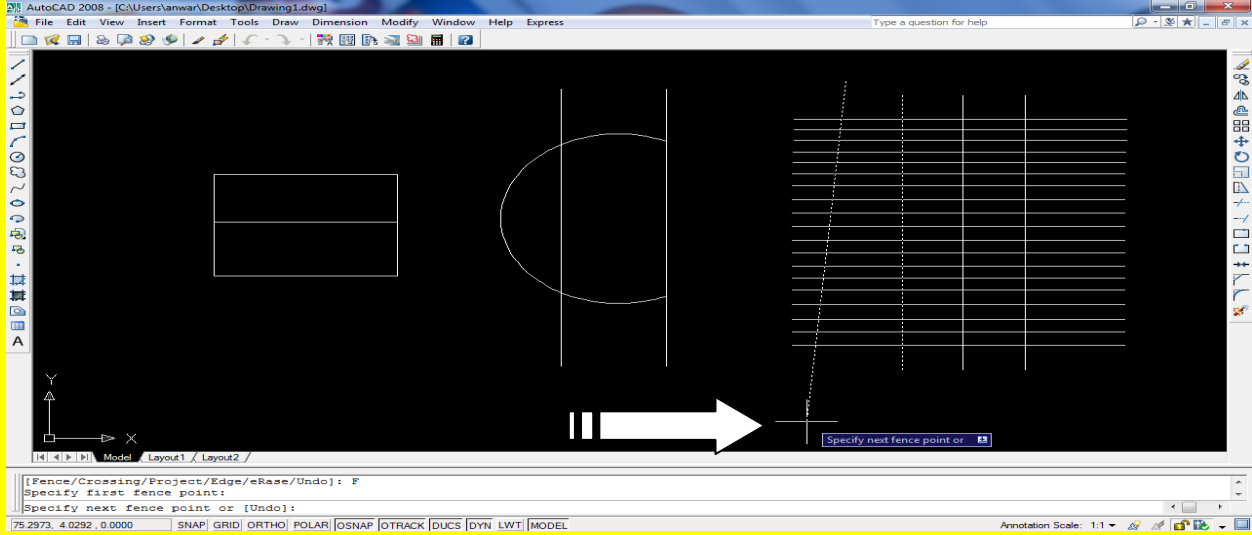 AutoCAD 2008 - [C:\Users\anwar\Desktop\Drawing1.dwg]
File Edit View Insert Format Tools Draw Dimension Modify Window Help Express Type a question for help
A
Y
X
Specify next fence point or
Model Layout1 Layout2
[Fence/Crossing/Project/Edge/eRase/Undo]: F
Specify first fence point:
Specify next fence point or [Undo]:
75.2973, 4.0292 , 0.0000 SNAP GRID ORTHO POLAR OSNAP OTRACK DUCS DYN LWT MODEL Annotation Scale: 1:1